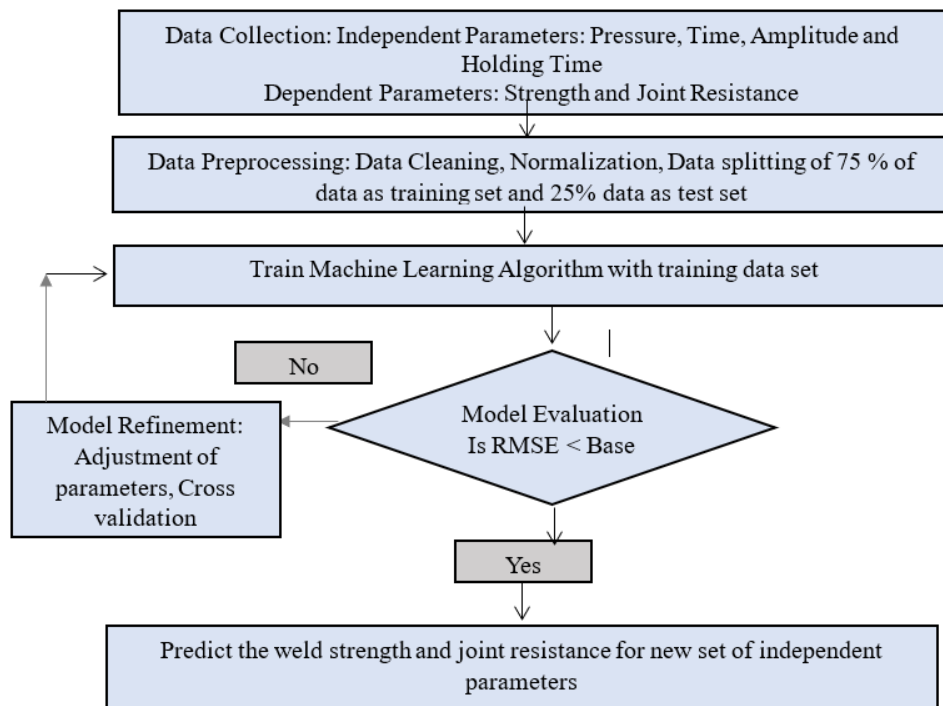 Data Collection: Independent Parameters: Pressure, Time, Amplitude and
Holding Time
Dependent Parameters: Strength and Joint Resistance
Data Preprocessing: Data Cleaning, Normalization, Data splitting of 75 % of
data as training set and 25% data as test set
Train Machine Learning Algorithm with training data set
No
Model Evaluation
Is RMSE < Base
Model Refinement:
Adjustment of
parameters, Cross
validation
Yes
Predict the weld strength and joint resistance for new set of independent
parameters